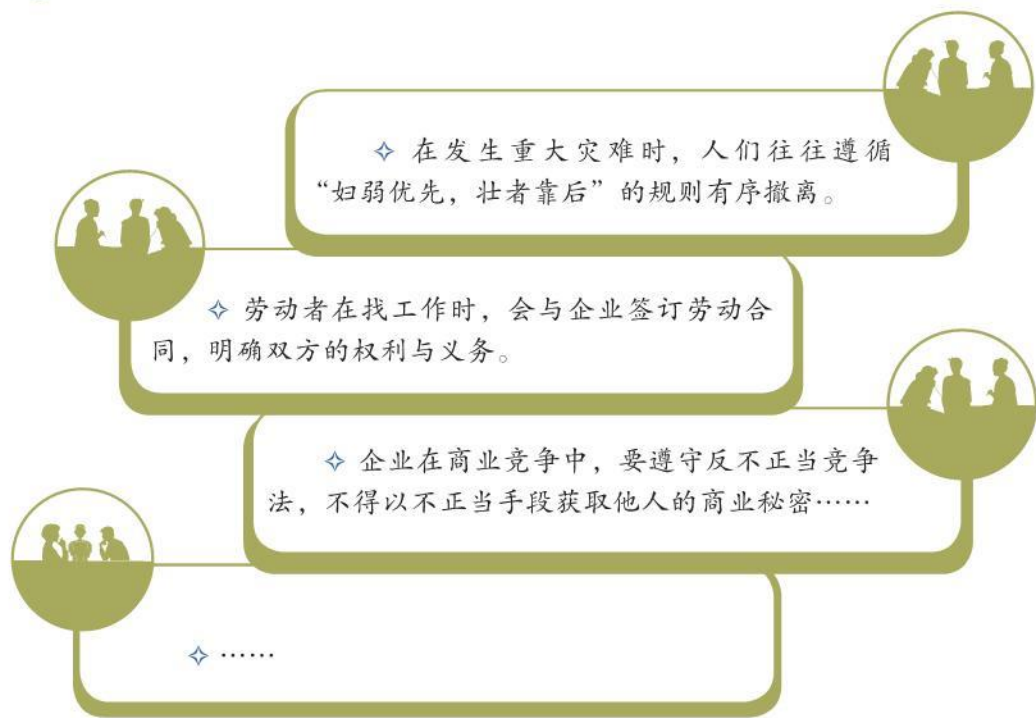 ✧ 在发生重大灾难时，人们往往遵循
“妇弱优先，壮者靠后”的规则有序撤离。
✧ 劳动者在找工作时，会与企业签订劳动合
同，明确双方的权利与义务。
✧ 企业在商业竞争中，要遵守反不正当竞争
法，不得以不正当手段获取他人的商业秘密……
✧ ……